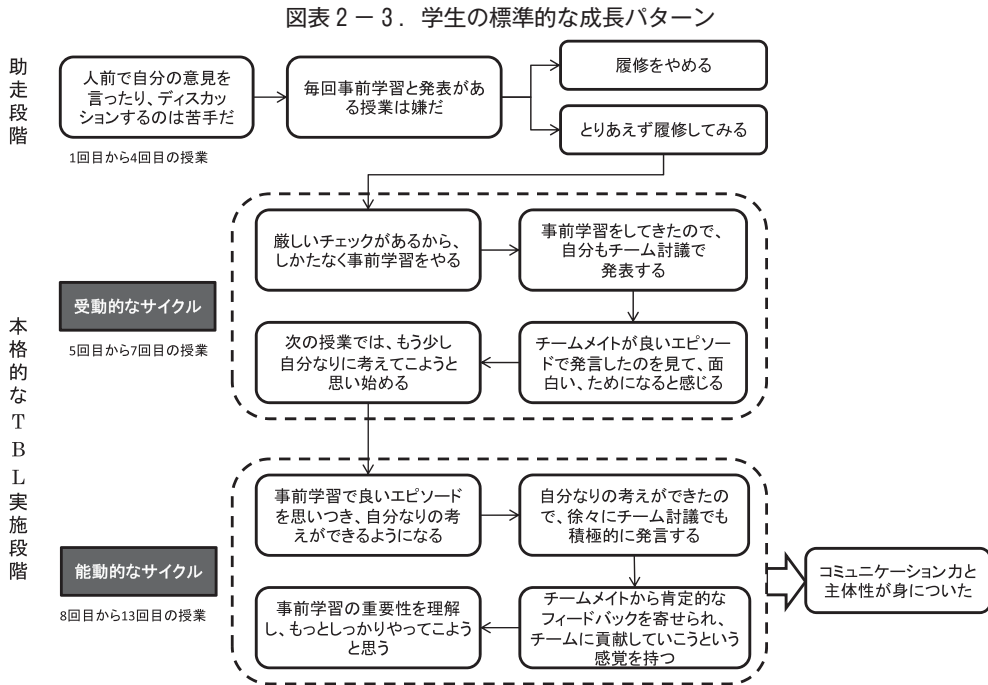 図表2－3．学生の標準的な成長パターン
助走段階
人前で自分の意見を
言ったり、ディスカッ
ションするのは苦手だ
毎回事前学習と発表があ
る授業は嫌だ
履修をやめる
とりあえず履修してみる
1回目から4回目の授業
本格的なTBL実施段階
受動的なサイクル
5回目から7回目の授業
厳しいチェックがあるから、
しかたなく事前学習をやる
事前学習をしてきたので、
自分もチーム討議で
発表する
次の授業では、もう少し
自分なりに考えてこようと
思い始める
チームメイトが良いエピソー
ドで発言したのを見て、面
白い、ためになると感じる
能動的なサイクル
8回目から13回目の授業
事前学習で良いエピソード
を思いつき、自分なりの考
えができるようになる
自分なりの考えができたの
で、徐々にチーム討議でも
積極的に発言する
事前学習の重要性を理解
し、もっとしっかりやってこよう
と思う
チームメイトから肯定的な
フィードバックを寄せられ、
チームに貢献していこうという
感覚を持つ
コミュニケーション力と
主体性が身についた